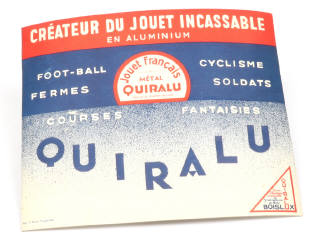 CRÉATEUR DU JOUET INCASSABLE
EN ALUMINIUM
FOOT-BALL
FERMES
COURSES
Jouet Français
MÉTAL
QUIRALU
CYCLISME
SOLDATS
FANTAISIES
QUIRALU
BOISLUX